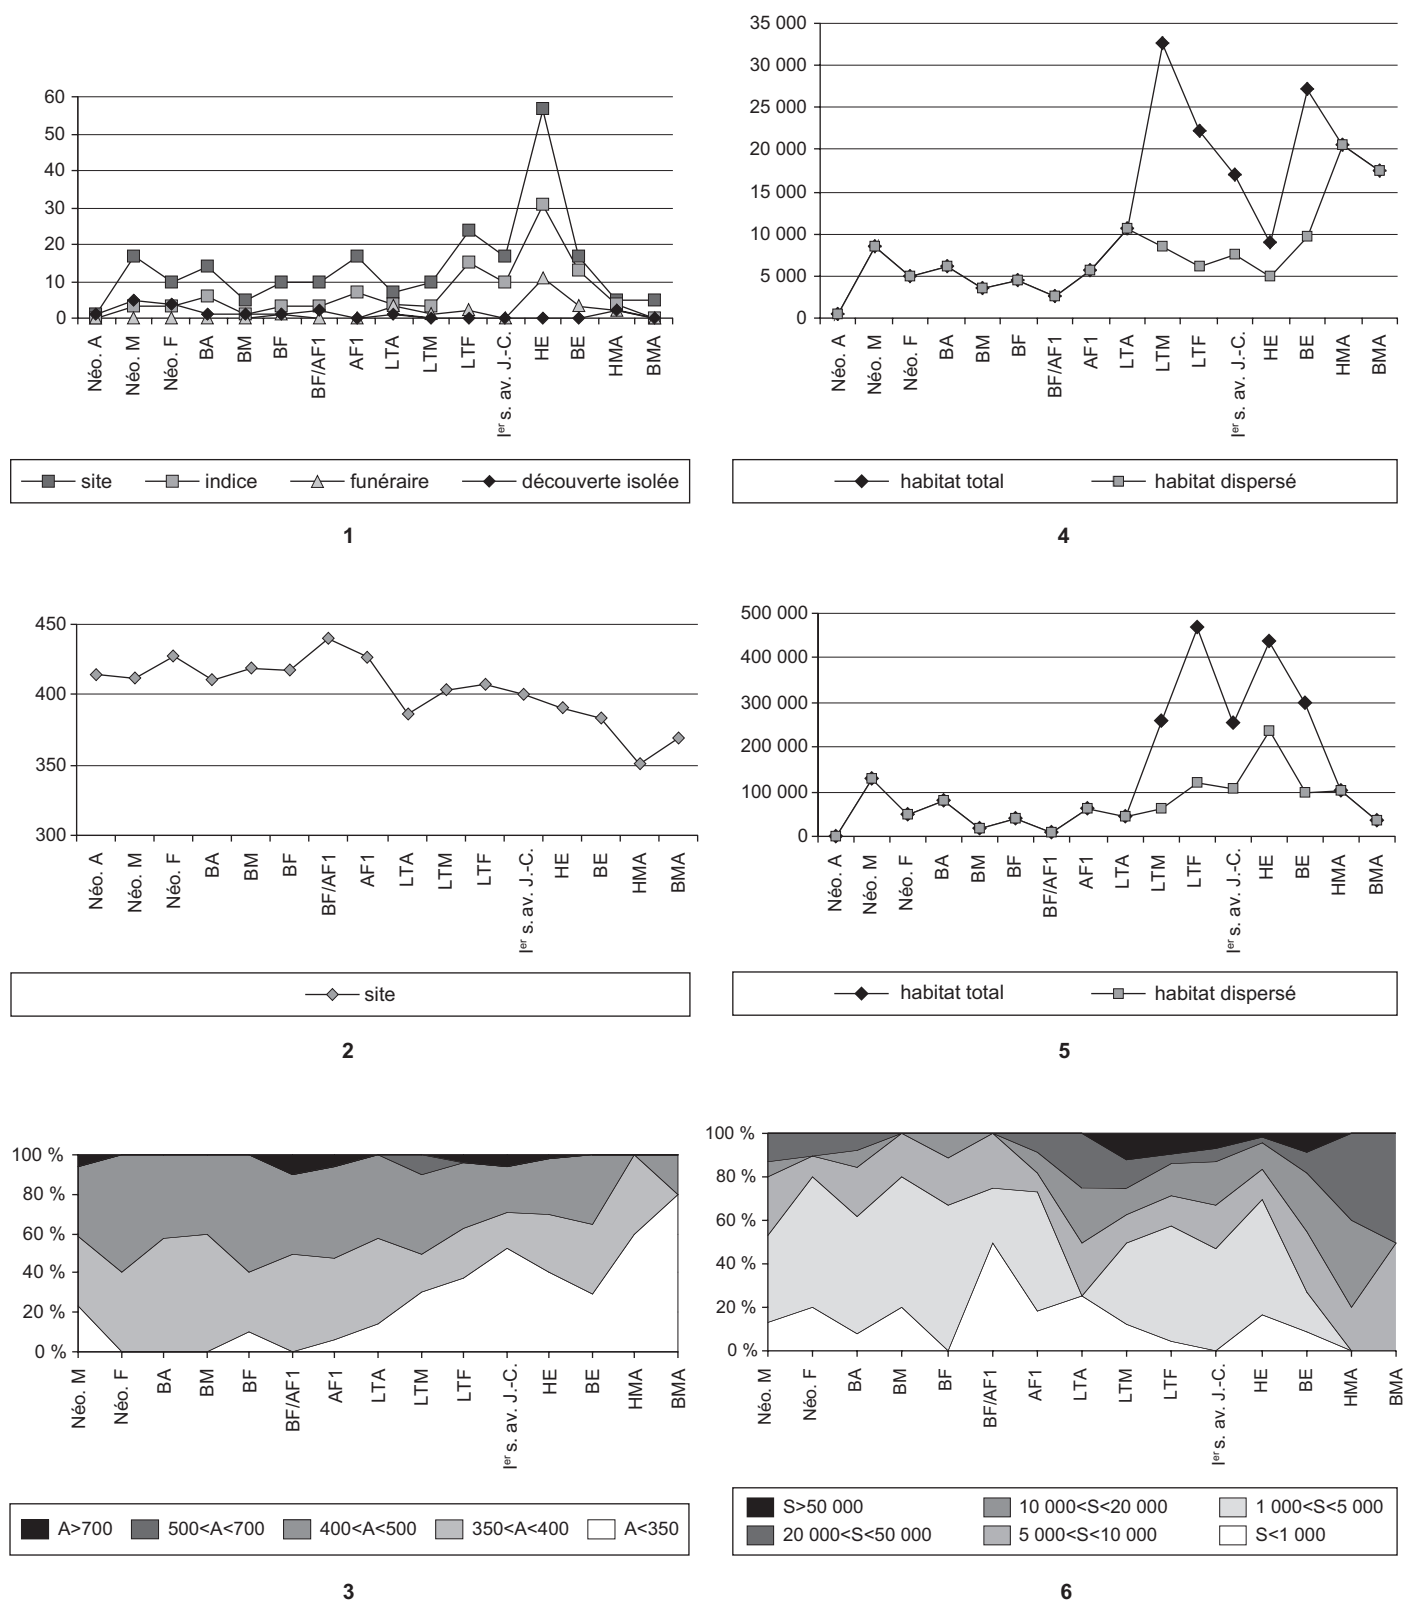 60
50
40
30
20
10
0
Néo. A
Néo. M
Néo. F
BA
BM
BF
BF/AF1
AF1
LTA
LTM
LTF
Ier s. av. J.-C.
HE
BE
HMA
BMA
site indice funéraire découverte isolée
1
35 000
30 000
25 000
20 000
15 000
10 000
5 000
0
Néo. A
Néo. M
Néo. F
BA
BM
BF
BF/AF1
AF1
LTA
LTM
LTF
Ier s. av. J.-C.
HE
BE
HMA
BMA
habitat total habitat dispersé
4
450
400
350
300
Néo. A
Néo. M
Néo. F
BA
BM
BF
BF/AF1
AF1
LTA
LTM
LTF
Ier s. av. J.-C.
HE
BE
HMA
BMA
site
2
500 000
400 000
300 000
200 000
100 000
0
Néo. A
Néo. M
Néo. F
BA
BM
BF
BF/AF1
AF1
LTA
LTM
LTF
Ier s. av. J.-C.
HE
BE
HMA
BMA
habitat total habitat dispersé
5
100 %
80 %
60 %
40 %
20 %
0 %
Néo. M
Néo. F
BA
BM
BF
BF/AF1
AF1
LTA
LTM
LTF
Ier s. av. J.-C.
HE
BE
HMA
BMA
A>700 500<A<700 400<A<500 350<A<400 A<350
3
100 %
80 %
60 %
40 %
20 %
0 %
Néo. M
Néo. F
BA
BM
BF
BF/AF1
AF1
LTA
LTM
LTF
Ier s. av. J.-C.
HE
BE
HMA
BMA
S>50 000 10 000<S<20 000 1 000<S<5 000
20 000<S<50 000 5 000<S<10 000 S<1 000
6